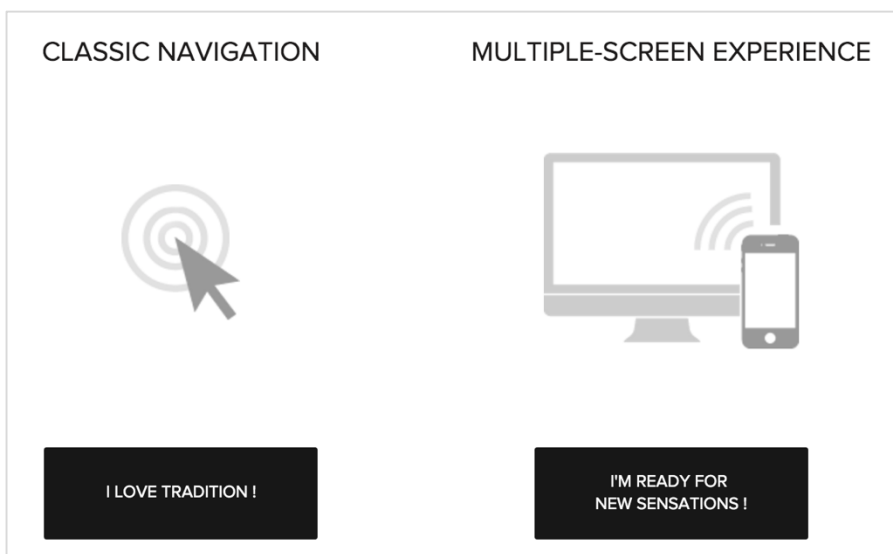 CLASSIC NAVIGATION
MULTIPLE-SCREEN EXPERIENCE
I LOVE TRADITION !
I'M READY FOR
NEW SENSATIONS !